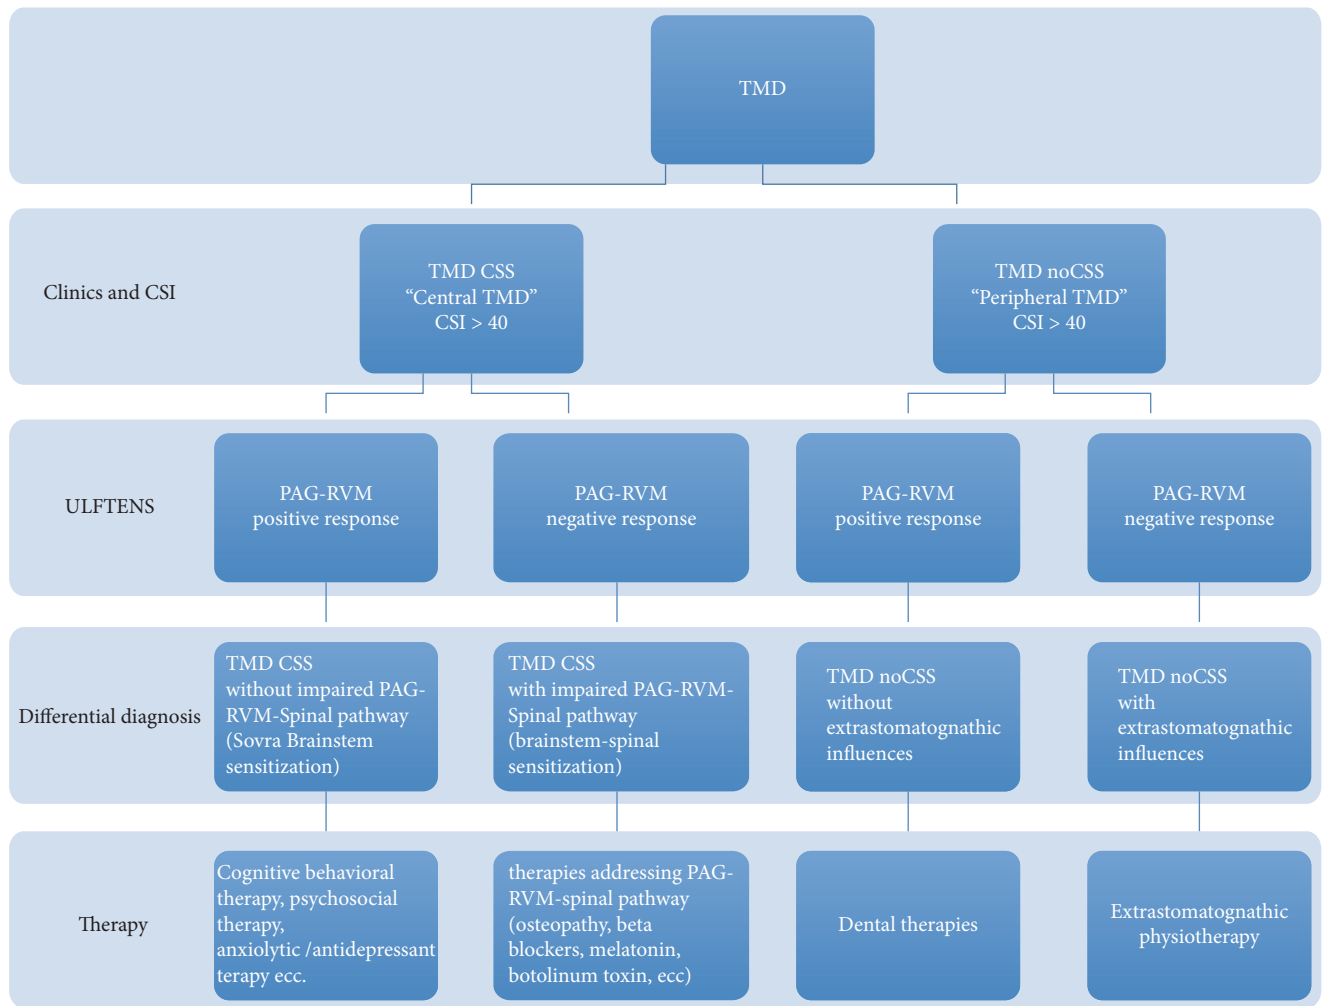 TMD
Clinics and CSI
TMD CSS
“Central TMD”
CSI > 40
TMD noCSS
“Peripheral TMD”
CSI > 40
ULFTENS
PAG-RVM
positive response
PAG-RVM
negative response
PAG-RVM
positive response
PAG-RVM
negative response
Differential diagnosis
TMD CSS
without impaired PAG-
RVM-Spinal pathway
(Sovra Brainstem
sensitization)
TMD CSS
with impaired PAG-RVM-
Spinal pathway
(brainstem-spinal
sensitization)
TMD noCSS
without
extrastomatognathic
influences
TMD noCSS
with
extrastomatognathic
influences
Therapy
Cognitive behavioral
therapy, psychosocial
therapy,
anxiolytic /antidepressant
terapy ecc.
therapies addressing PAG-
RVM-spinal pathway
(osteopathy, beta
blockers, melatonin,
botolinum toxin, ecc)
Dental therapies
Extrastomatognathic
physiotherapy